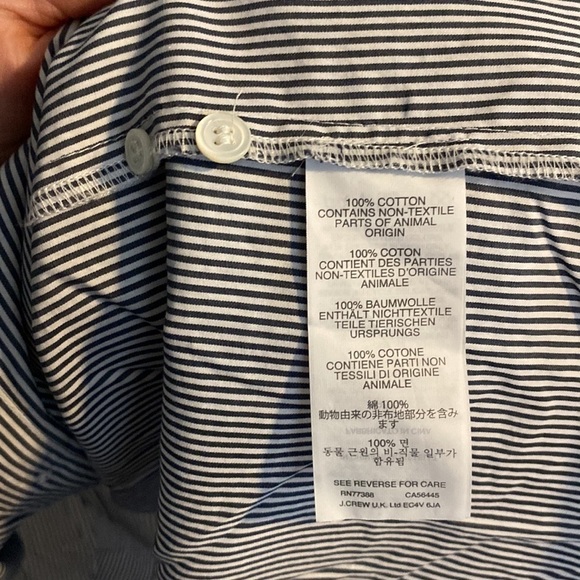 100% COTTON
CONTAINS NON-TEXTILE
PARTS OF ANIMAL
ORIGIN
100% COTON
CONTIENT DES PARTIES
NON-TEXTILES D'ORIGINE
ANIMALE
100% BAUMWOLLE
ENTHÄLT NICHTTEXTILE
TEILE TIERISCHEN
URSPRUNGS
100% COTONE
CONTIENE PARTI NON
TESSILI DI ORIGINE
ANIMALE
綿 100%
動物由来の非布地部分を含み
ます
100% 면
동물 근원의 비-직물 일부가
함유됨
SEE REVERSE FOR CARE
RN77388 CA56445
J.CREW U.K. Ltd EC4V 6JA